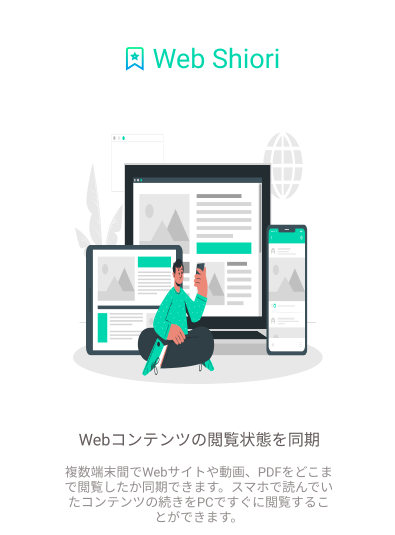 Web Shiori
Webコンテンツの閲覧状態を同期
複数端末間でWebサイトや動画、PDFをどこま
で閲覧したか同期できます。スマホで読んでい
たコンテンツの続きをPCですぐに閲覧するこ
とができます。